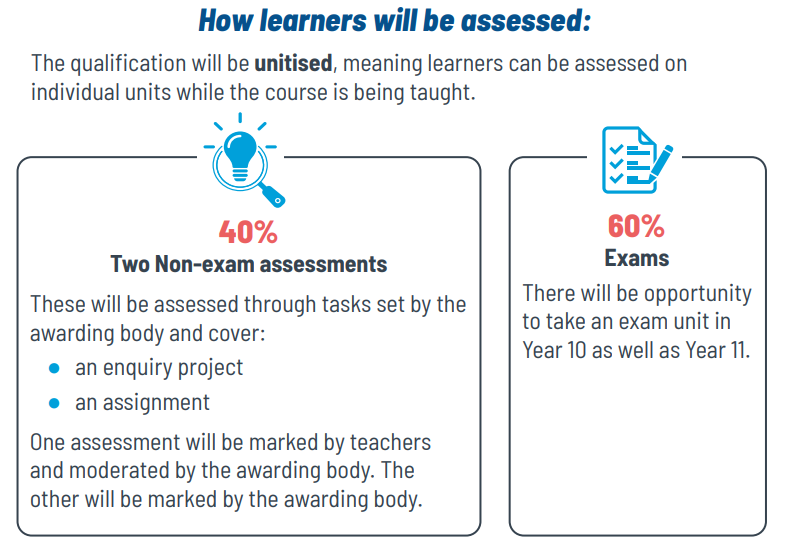 How learners will be assessed:
The qualification will be unitised, meaning learners can be assessed on
individual units while the course is being taught.
40%
Two Non-exam assessments
These will be assessed through tasks set by the
awarding body and cover:
an enquiry project
an assignment
One assessment will be marked by teachers
and moderated by the awarding body. The
other will be marked by the awarding body.
60%
Exams
There will be opportunity
to take an exam unit in
Year 10 as well as Year 11.